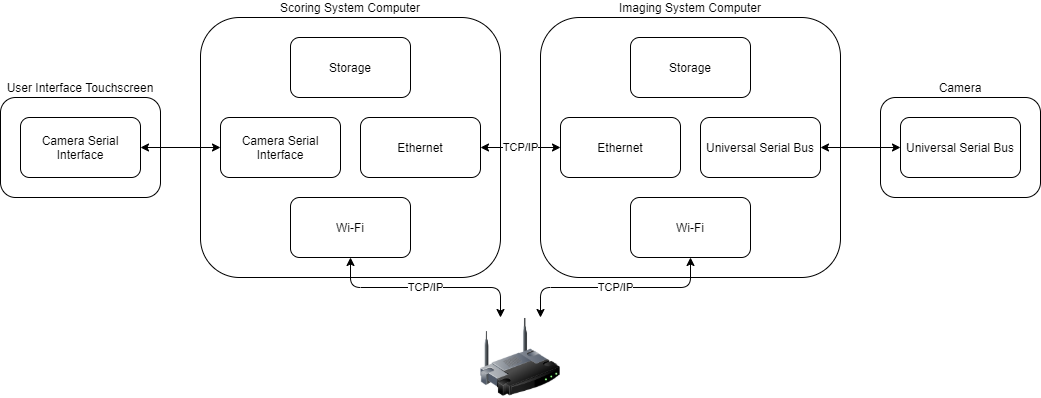 Scoring System Computer
Imaging System Computer
Storage
Storage
User Interface Touchscreen
Camera
Camera Serial
Interface
Camera Serial
Interface
Ethernet
TCP/IP
Ethernet
Universal Serial Bus
Universal Serial Bus
Wi-Fi
Wi-Fi
TCP/IP
TCP/IP